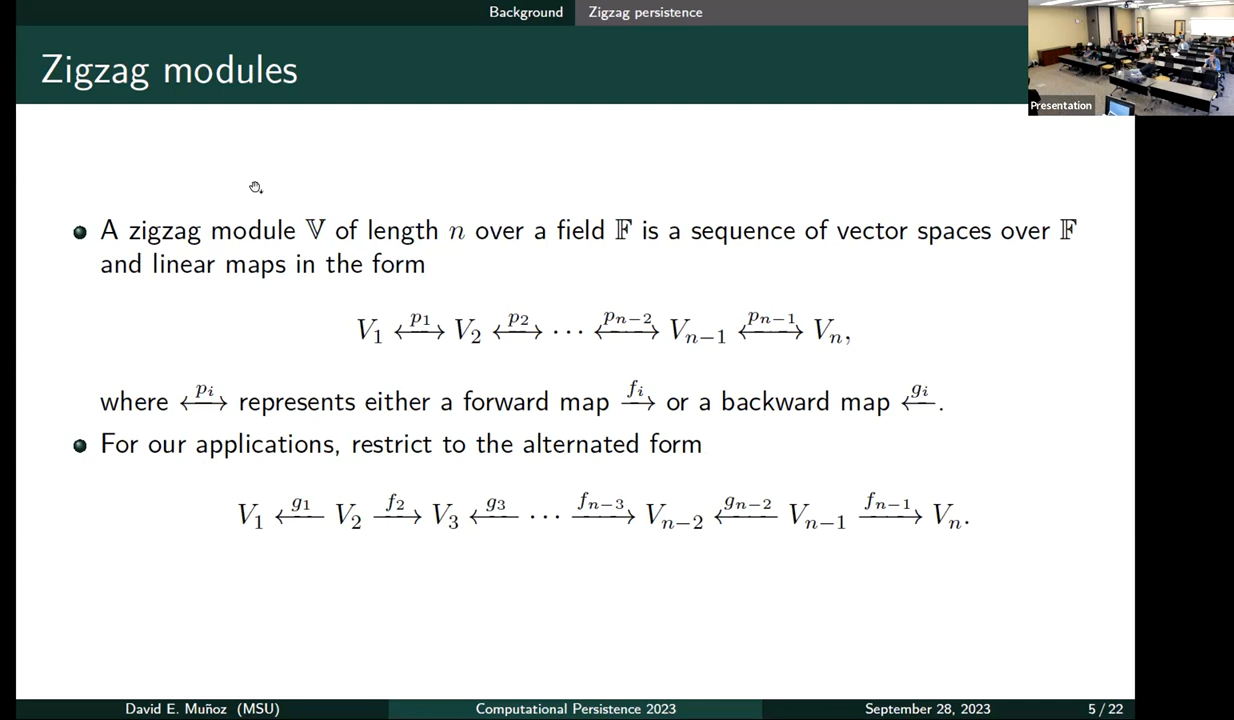 Background Zigzag persistence
Zigzag modules
Presentation
A zigzag module 𝕍 of length n over a field 𝔽 is a sequence of vector spaces over 𝔽
and linear maps in the form
V₁ ←p₁→ V₂ ←p₂→ ⋯ ←pₙ₋₂→ Vₙ₋₁ ←pₙ₋₁→ Vₙ,
where ←pᵢ→ represents either a forward map fᵢ→ or a backward map ←gᵢ.
For our applications, restrict to the alternated form
V₁ ←g₁ V₂ f₂→ V₃ ←g₃ ⋯ fₙ₋₃→ Vₙ₋₂ ←gₙ₋₂ Vₙ₋₁ fₙ₋₁→ Vₙ.
David E. Muñoz (MSU) Computational Persistence 2023 September 28, 2023 5 / 22